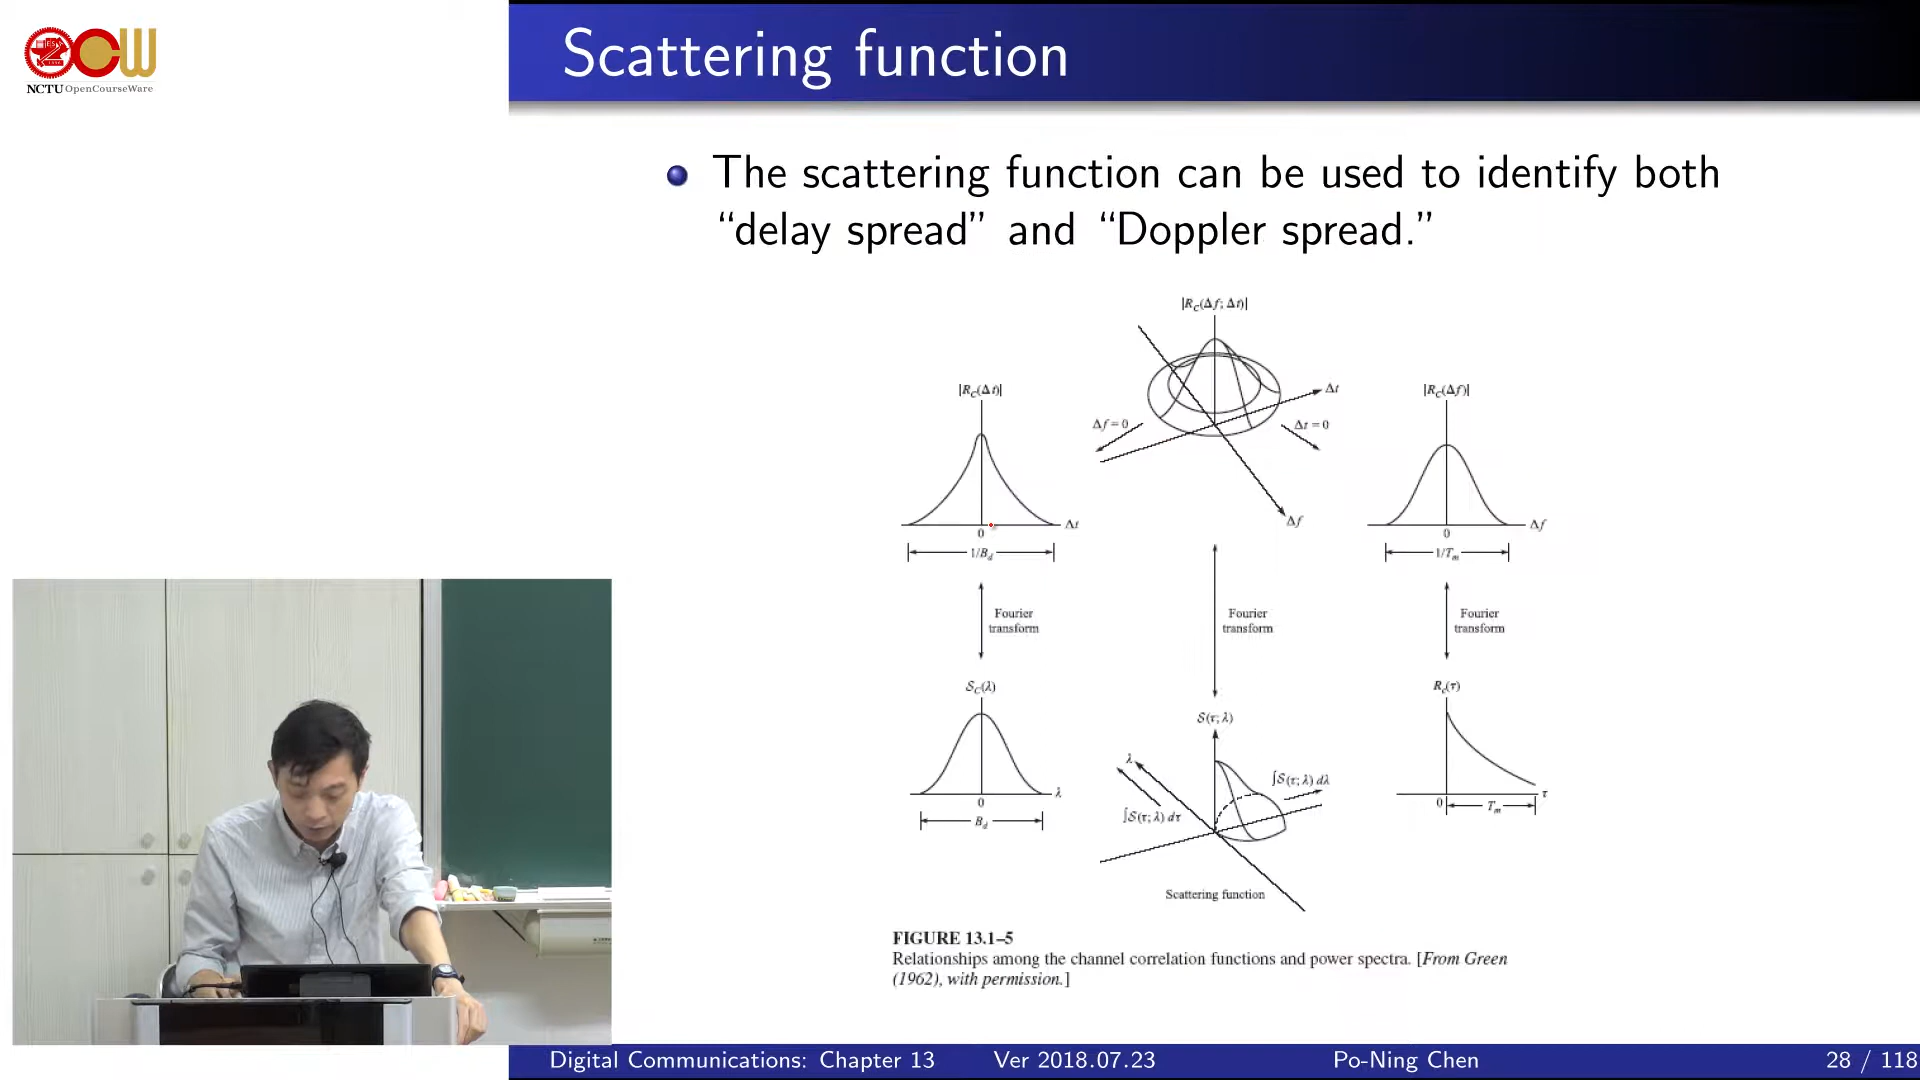 NCTU OpenCourseWare
Scattering function
The scattering function can be used to identify both
“delay spread” and “Doppler spread.”
|R_C(Δf; Δt)|
Δt
Δf = 0
Δt = 0
Δf
|R_C(Δt)|
0
Δt
1/B_d
|R_C(Δf)|
0
Δf
1/T_m
Fourier
transform
Fourier
transform
Fourier
transform
S_C(λ)
0
λ
B_d
S(τ; λ)
λ
∫S(τ; λ) dλ
∫S(τ; λ) dτ
Scattering function
R_c(τ)
0
τ
T_m
FIGURE 13.1–5
Relationships among the channel correlation functions and power spectra. [From Green
(1962), with permission.]
Digital Communications: Chapter 13 Ver 2018.07.23 Po-Ning Chen 28 / 118